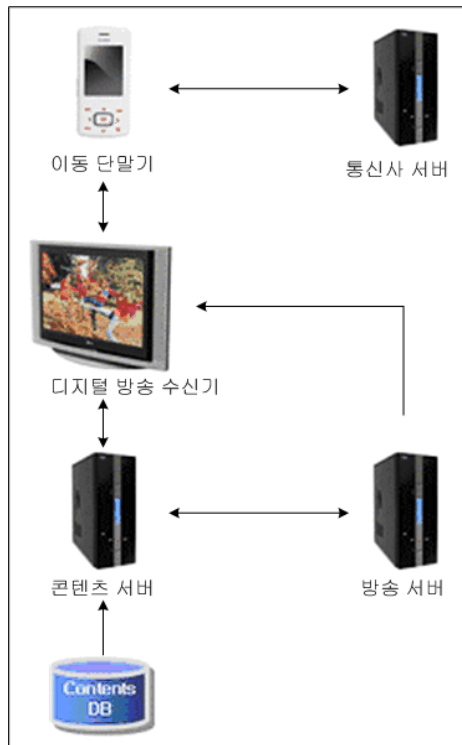 이동 단말기
통신사 서버
디지털 방송 수신기
콘텐츠 서버
방송 서버
Contents
DB